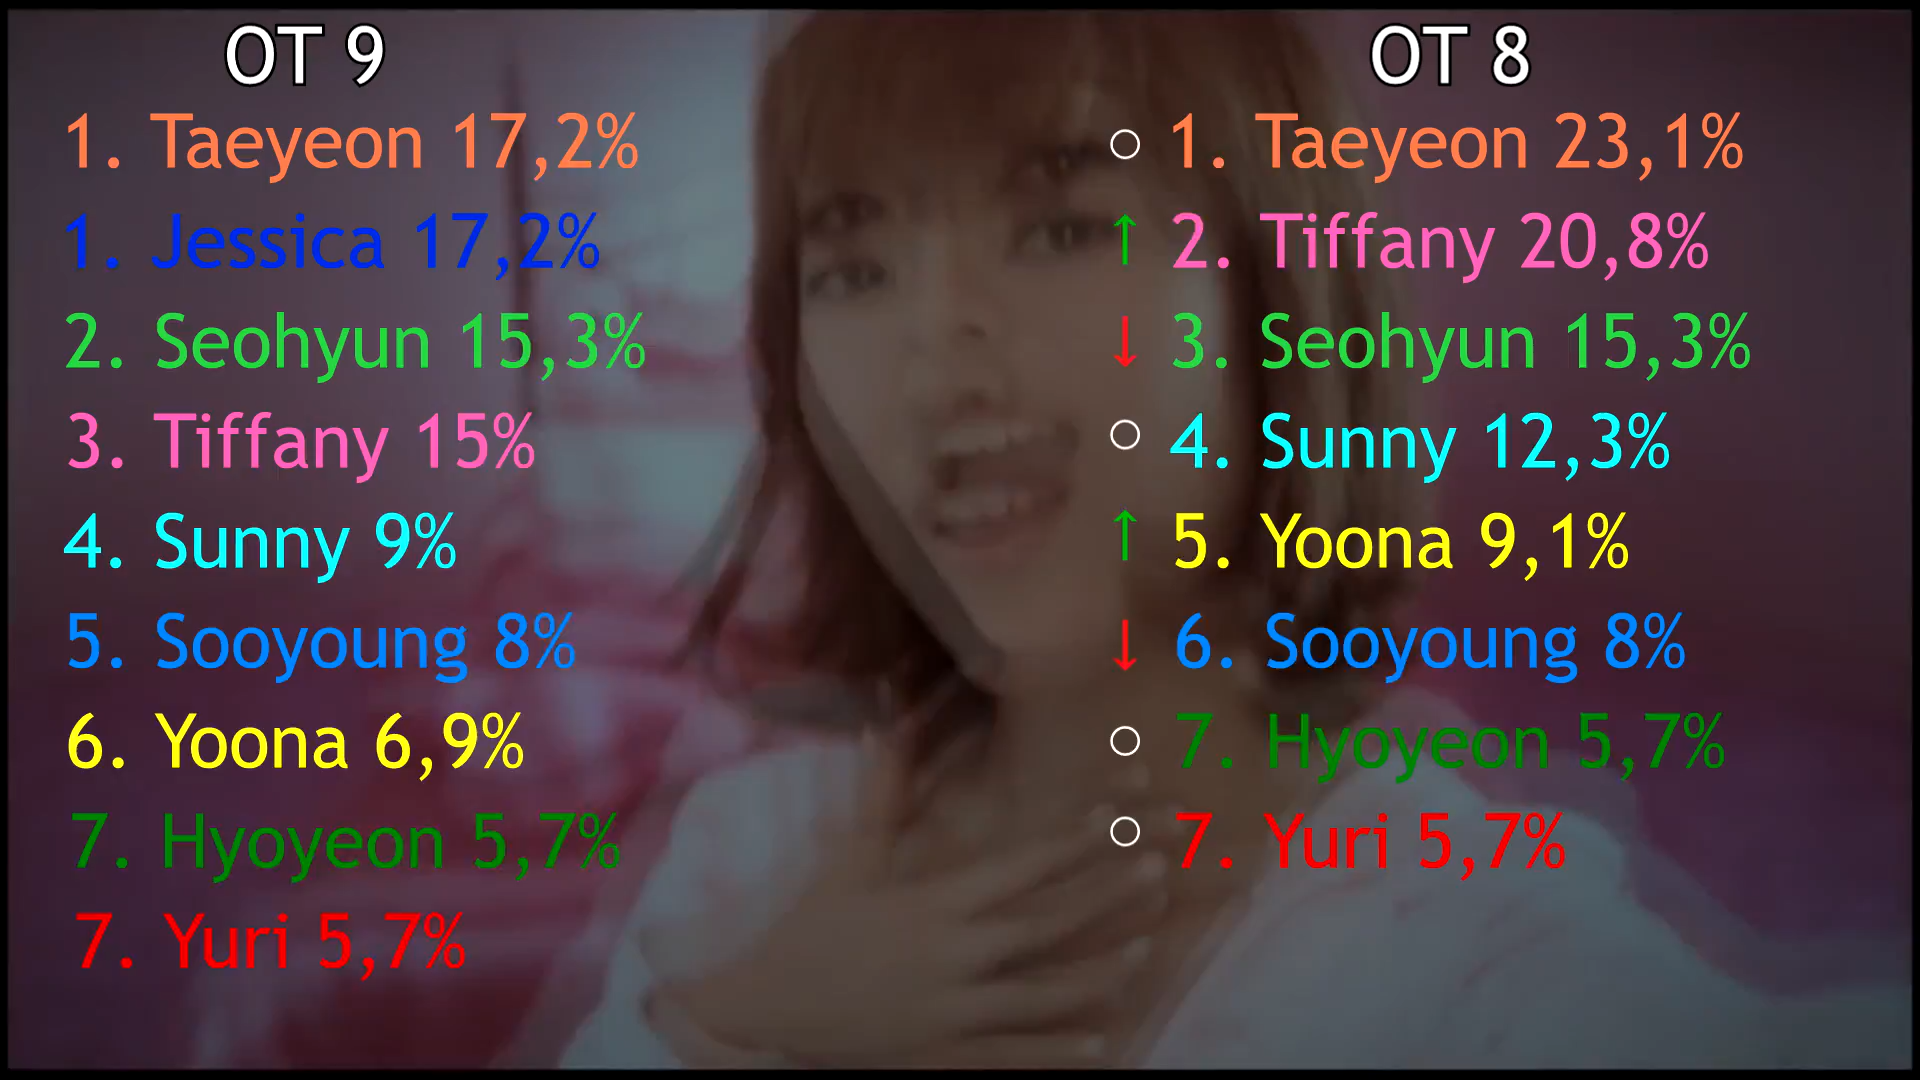 OT 9
1. Taeyeon 17,2%
1. Jessica 17,2%
2. Seohyun 15,3%
3. Tiffany 15%
4. Sunny 9%
5. Sooyoung 8%
6. Yoona 6,9%
7. Hyoyeon 5,7%
7. Yuri 5,7%
OT 8
○ 1. Taeyeon 23,1%
↑ 2. Tiffany 20,8%
↓ 3. Seohyun 15,3%
○ 4. Sunny 12,3%
↑ 5. Yoona 9,1%
↓ 6. Sooyoung 8%
○ 7. Hyoyeon 5,7%
○ 7. Yuri 5,7%